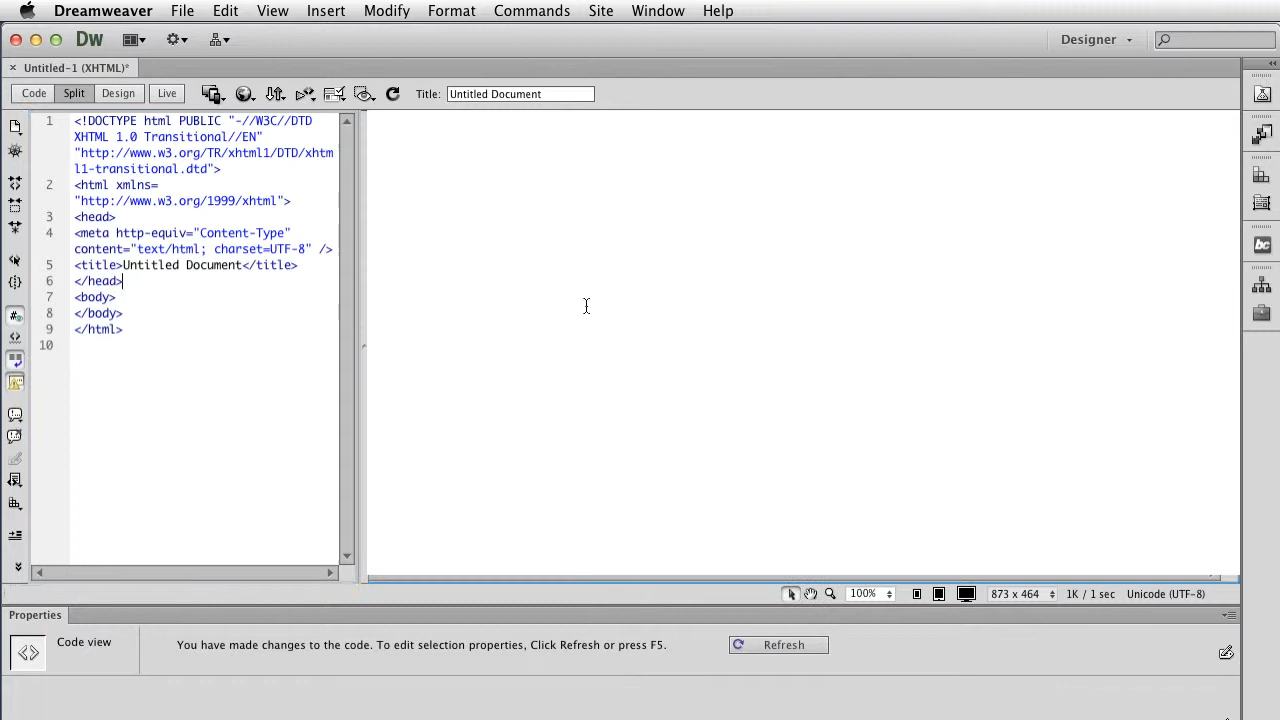 Dreamweaver File Edit View Insert Modify Format Commands Site Window Help
Dw Designer
Untitled-1 (XHTML)*
Code Split Design Live Title: Untitled Document
1 <!DOCTYPE html PUBLIC "-//W3C//DTD
XHTML 1.0 Transitional//EN"
"http://www.w3.org/TR/xhtml1/DTD/xhtm
l1-transitional.dtd">
2 <html xmlns=
"http://www.w3.org/1999/xhtml">
3 <head>
4 <meta http-equiv="Content-Type"
content="text/html; charset=UTF-8" />
5 <title>Untitled Document</title>
6 </head>
7 <body>
8 </body>
9 </html>
10
bc
100% 873 x 464 1K / 1 sec Unicode (UTF-8)
Properties
Code view You have made changes to the code. To edit selection properties, Click Refresh or press F5. Refresh